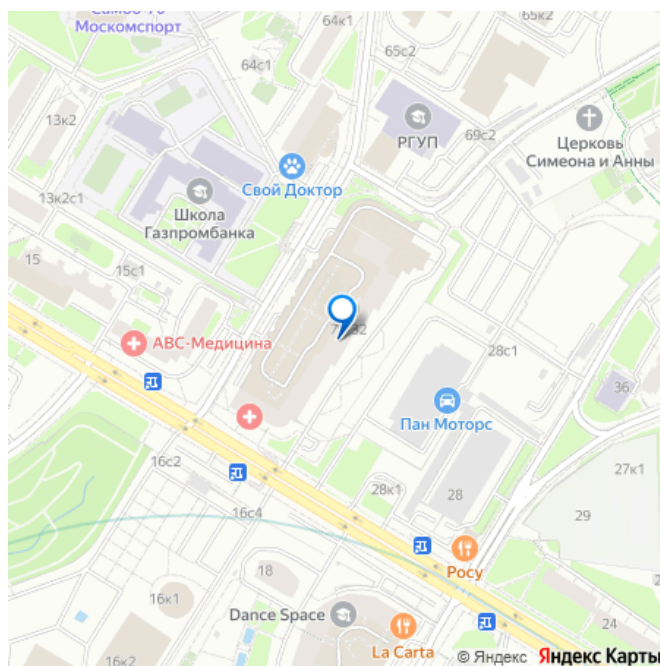 Москомспорт
64к1
65к2
65с2
64с1
13к2
РГУП
69с2
Церковь
Симеона и Анны
Свой Доктор
Школа
Газпромбанка
13к2с1
15
15с1
АВС-Медицина
28с1
36
Пан Моторс
16с2
28к1
27к1
28
29
16с4
Росу
18
16к1
Dance Space
24
La Carta
16к2
© Яндекс Яндекс Карты